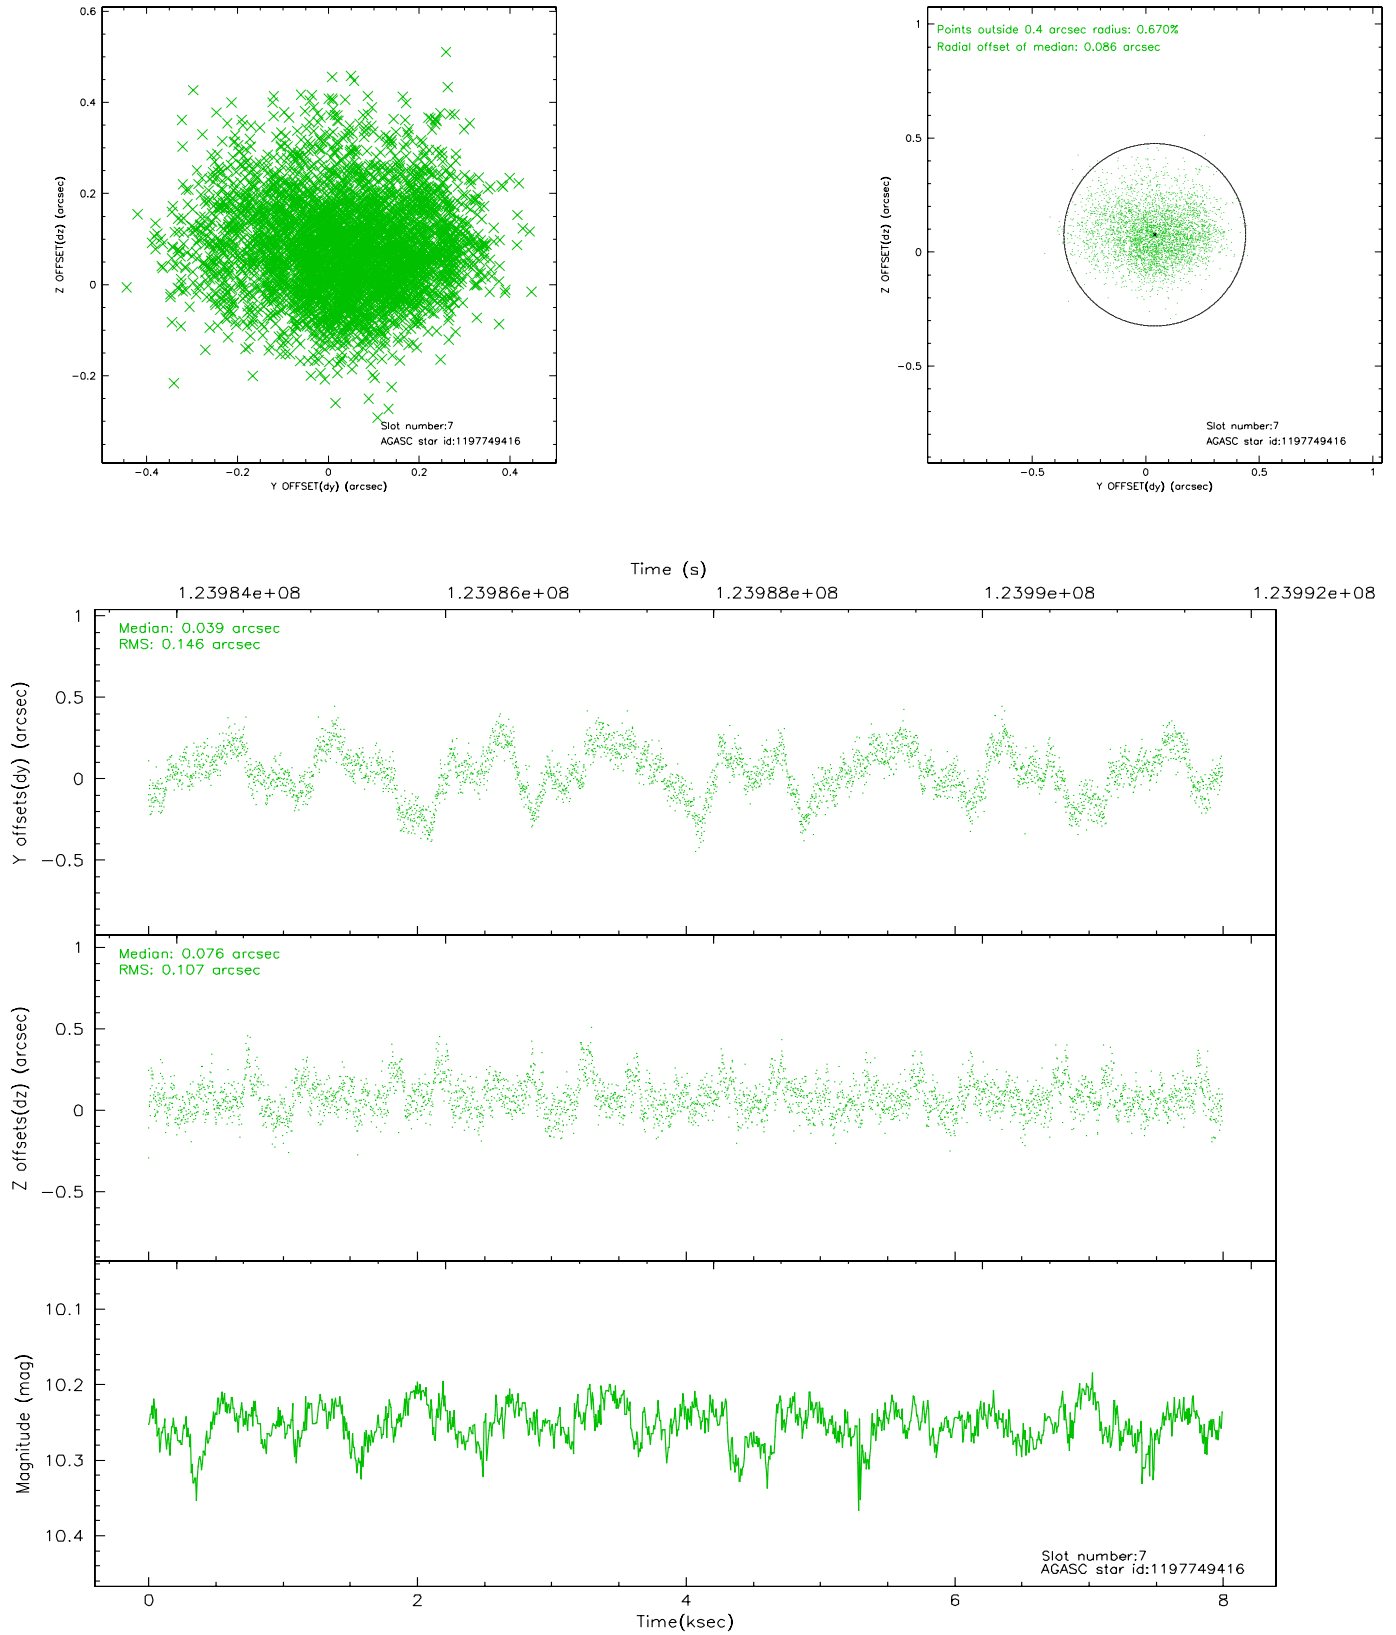 0.6
0.4
0.2
0
−0.2
−0.4
−0.2
0
0.2
0.4
Z OFFSET(dz) (arcsec)
Y OFFSET(dy) (arcsec)
Slot number:7
AGASC star id:1197749416
Points outside 0.4 arcsec radius: 0.670%
Radial offset of median: 0.086 arcsec
1
0.5
0
−0.5
−0.5
0
0.5
1
Z OFFSET(dz) (arcsec)
Y OFFSET(dy) (arcsec)
Slot number:7
AGASC star id:1197749416
Time (s)
1.23984e+08
1.23986e+08
1.23988e+08
1.2399e+08
1.23992e+08
Median: 0.039 arcsec
RMS: 0.146 arcsec
1
0.5
0
−0.5
Y offsets(dy) (arcsec)
Median: 0.076 arcsec
RMS: 0.107 arcsec
1
0.5
0
−0.5
Z offsets(dz) (arcsec)
10.1
10.2
10.3
10.4
Magnitude (mag)
Slot number:7
AGASC star id:1197749416
0
2
4
6
8
Time(ksec)